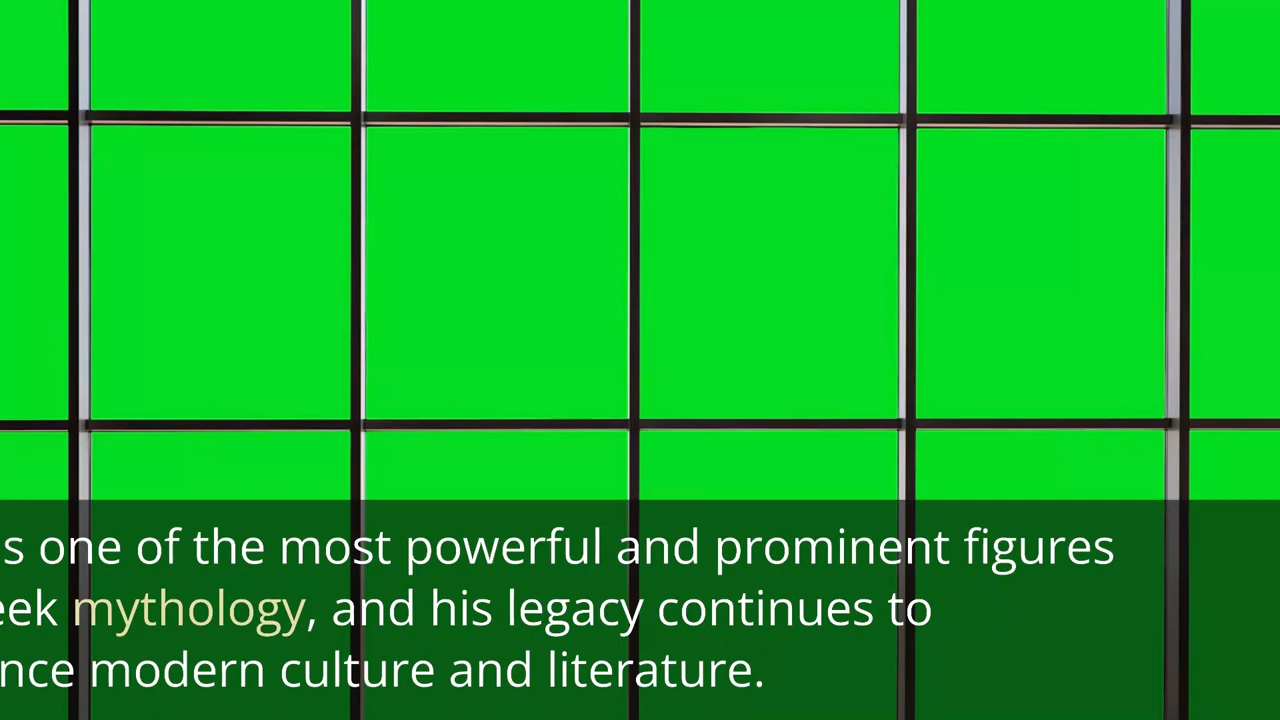 s one of the most powerful and prominent figures
eek mythology, and his legacy continues to
nce modern culture and literature.